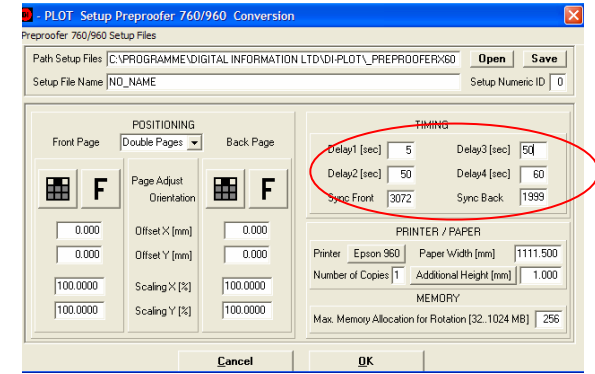 - PLOT Setup Preproofer 760/960 Conversion
Preproofer 760/960 Setup Files
Path Setup Files C:\PROGRAMME\DIGITAL INFORMATION LTD\DI-PLOT\_PREPROOFERX60 Open Save
Setup File Name NO_NAME Setup Numeric ID 0
POSITIONING
Front Page Double Pages Back Page
F Page Adjust Orientation F
0.000 Offset X [mm] 0.000
0.000 Offset Y [mm] 0.000
100.0000 Scaling X [%] 100.0000
100.0000 Scaling Y [%] 100.0000
TIMING
Delay1 [sec] 5 Delay3 [sec] 50
Delay2 [sec] 50 Delay4 [sec] 60
Sync Front 3072 Sync Back 1999
PRINTER / PAPER
Printer Epson 960 Paper Width [mm] 1111.500
Number of Copies 1 Additional Height [mm] 1.000
MEMORY
Max. Memory Allocation for Rotation [32..1024 MB] 256
Cancel OK